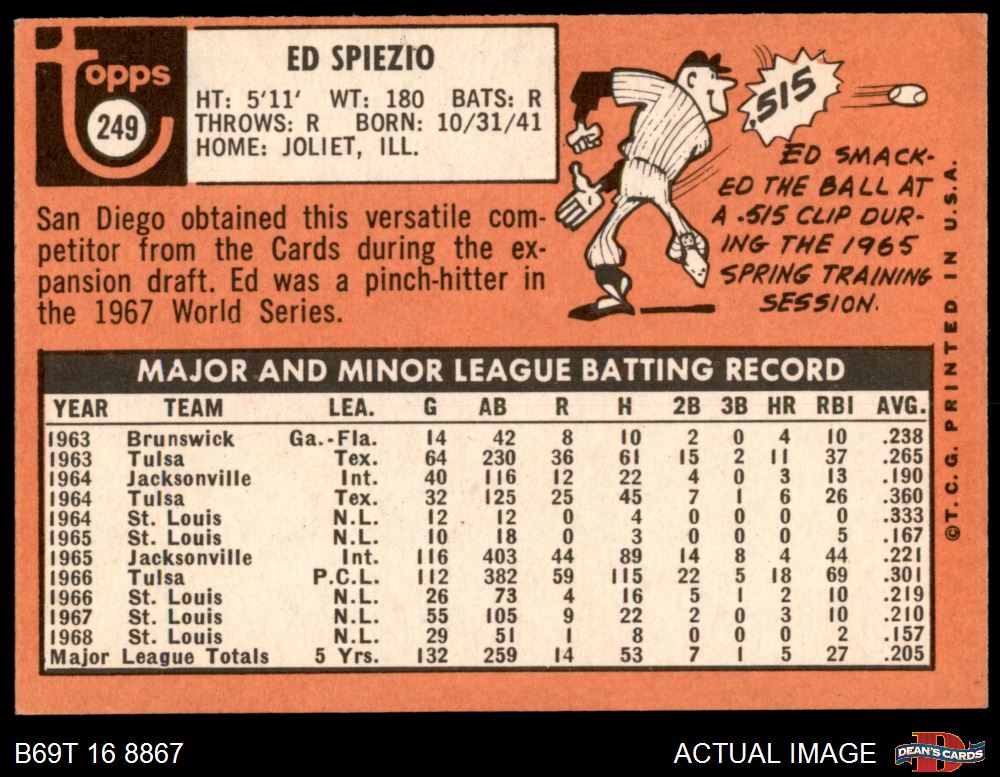 Topps
249
ED SPIEZIO
HT: 5'11' WT: 180 BATS: R
THROWS: R BORN: 10/31/41
HOME: JOLIET, ILL.
San Diego obtained this versatile com-
petitor from the Cards during the ex-
pansion draft. Ed was a pinch-hitter in
the 1967 World Series.
.515
ED SMACK-
ED THE BALL AT
A .515 CLIP DUR-
ING THE 1965
SPRING TRAINING
SESSION.
MAJOR AND MINOR LEAGUE BATTING RECORD
YEAR TEAM LEA. G AB R H 2B 3B HR RBI AVG.
1963 Brunswick Ga.-Fla. 14 42 8 10 2 0 4 10 .238
1963 Tulsa Tex. 64 230 36 61 15 2 11 37 .265
1964 Jacksonville Int. 40 116 12 22 4 0 3 13 .190
1964 Tulsa Tex. 32 125 25 45 7 1 6 26 .360
1964 St. Louis N.L. 12 12 0 4 0 0 0 0 .333
1965 St. Louis N.L. 10 18 0 3 0 0 0 5 .167
1965 Jacksonville Int. 116 403 44 89 14 8 4 44 .221
1966 Tulsa P.C.L. 112 382 59 115 22 5 18 69 .301
1966 St. Louis N.L. 26 73 4 16 5 1 2 10 .219
1967 St. Louis N.L. 55 105 9 22 2 0 3 10 .210
1968 St. Louis N.L. 29 51 1 8 0 0 0 2 .157
Major League Totals 5 Yrs. 132 259 14 53 7 1 5 27 .205
©T.C.G. PRINTED IN U.S.A.
B69T 16 8867
ACTUAL IMAGE
D
DEAN'S CARDS